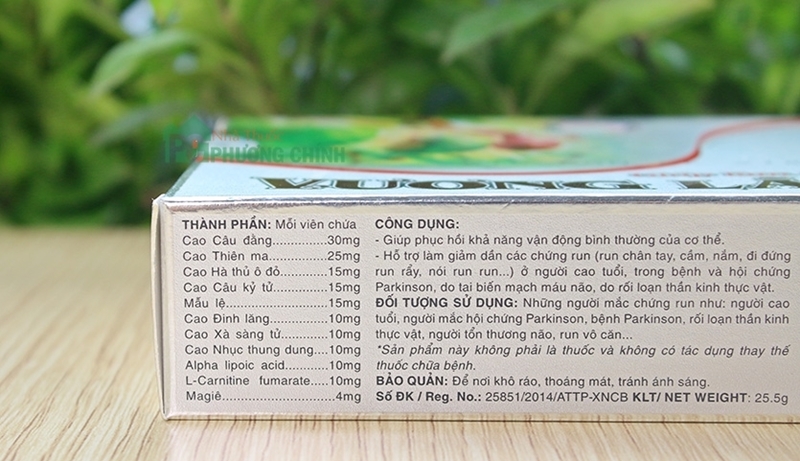 PHƯƠNG CHÍNH
VƯƠNG LÃ
THÀNH PHẦN: Mỗi viên chứa
Cao Câu đằng..............30mg
Cao Thiên ma..............25mg
Cao Hà thủ ô đỏ...........15mg
Cao Câu kỷ tử.............15mg
Mẫu lệ......................15mg
Cao Đinh lăng.............10mg
Cao Xà sàng tử...........10mg
Cao Nhục thung dung....10mg
Alpha lipoic acid..........10mg
L-Carnitine fumarate.....10mg
Magiê........................4mg
CÔNG DỤNG:
- Giúp phục hồi khả năng vận động bình thường của cơ thể.
- Hỗ trợ làm giảm dần các chứng run (run chân tay, cầm, nắm, đi đứng
run rẩy, nói run run...) ở người cao tuổi, trong bệnh và hội chứng
Parkinson, do tai biến mạch máu não, do rối loạn thần kinh thực vật.
ĐỐI TƯỢNG SỬ DỤNG: Những người mắc chứng run như: người cao
tuổi, người mắc hội chứng Parkinson, bệnh Parkinson, rối loạn thần kinh
thực vật, người tổn thương não, run vô căn...
*Sản phẩm này không phải là thuốc và không có tác dụng thay thế
thuốc chữa bệnh.
BẢO QUẢN: Để nơi khô ráo, thoáng mát, tránh ánh sáng.
Số ĐK / Reg. No.: 25851/2014/ATTP-XNCB KLT/ NET WEIGHT: 25.5g